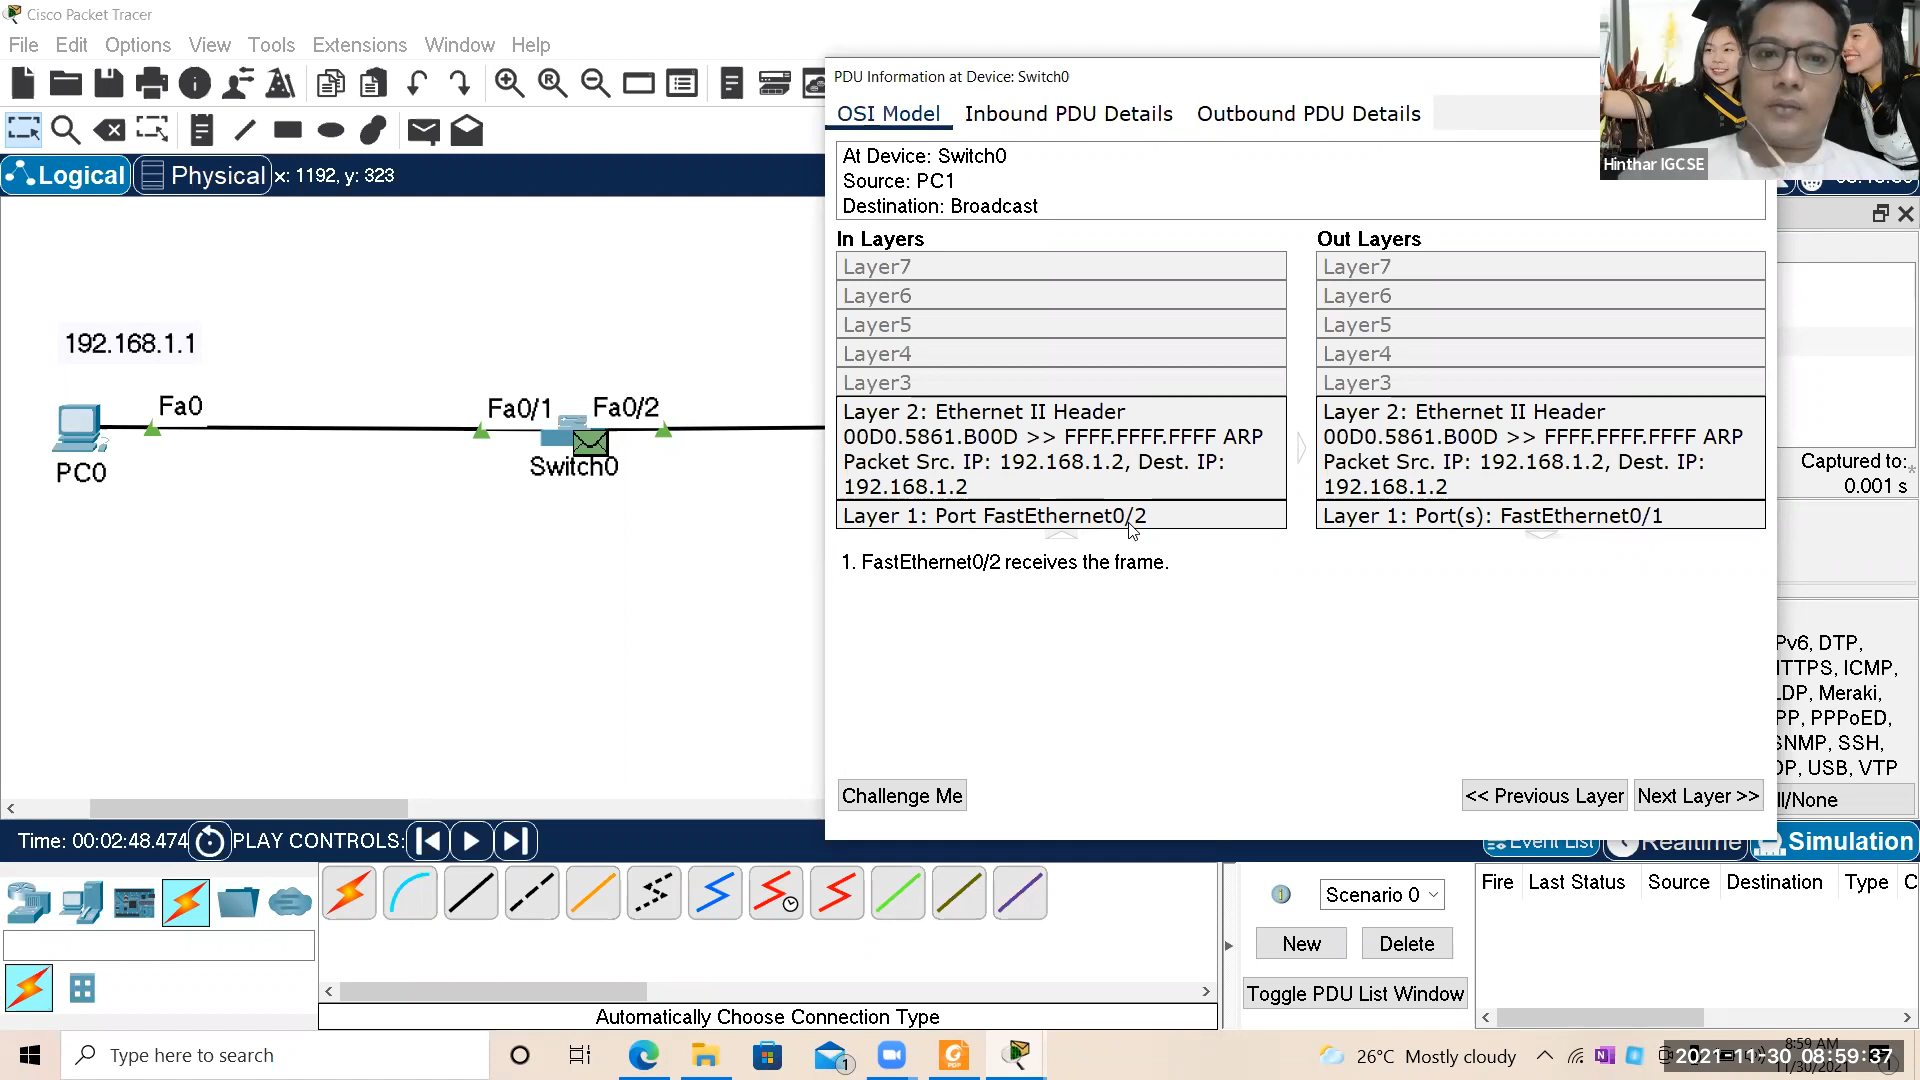 Cisco Packet Tracer
File Edit Options View Tools Extensions Window Help
PDU Information at Device: Switch0
OSI Model Inbound PDU Details Outbound PDU Details
Hinthar IGCSE
Logical Physical x: 1192, y: 323
At Device: Switch0
Source: PC1
Destination: Broadcast
In Layers Out Layers
Layer7 Layer7
Layer6 Layer6
Layer5 Layer5
Layer4 Layer4
Layer3 Layer3
Layer 2: Ethernet II Header
00D0.5861.B00D >> FFFF.FFFF.FFFF ARP
Packet Src. IP: 192.168.1.2, Dest. IP:
192.168.1.2
Layer 2: Ethernet II Header
00D0.5861.B00D >> FFFF.FFFF.FFFF ARP
Packet Src. IP: 192.168.1.2, Dest. IP:
192.168.1.2
Layer 1: Port FastEthernet0/2
Layer 1: Port(s): FastEthernet0/1
1. FastEthernet0/2 receives the frame.
Challenge Me << Previous Layer Next Layer >>
192.168.1.1
Fa0 Fa0/1 Fa0/2
PC0 Switch0
Captured to:
0.001 s
Pv6, DTP,
TTPS, ICMP,
DP, Meraki,
PP, PPPoED,
SNMP, SSH,
P, USB, VTP
ll/None
Time: 00:02:48.474 PLAY CONTROLS:
Event List Realtime Simulation
Scenario 0
New Delete
Toggle PDU List Window
Fire Last Status Source Destination Type C
Automatically Choose Connection Type
Type here to search
1
26°C Mostly cloudy
8:59 AM
11/30/2021
2021-11-30 08:59:37